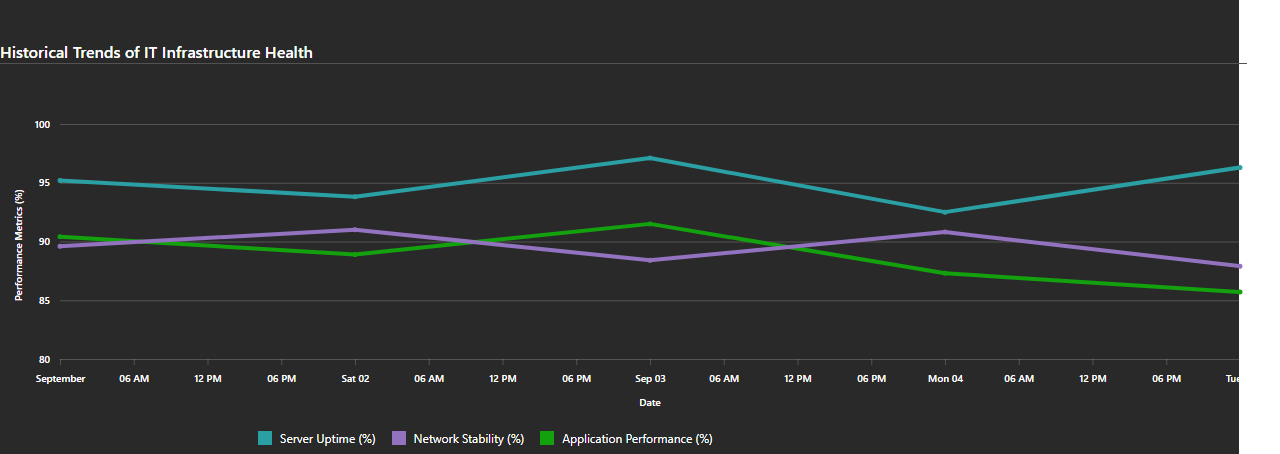 Historical Trends of IT Infrastructure Health
100
95
90
85
80
Performance Metrics (%)
September 06 AM 12 PM 06 PM Sat 02 06 AM 12 PM 06 PM Sep 03 06 AM 12 PM 06 PM Mon 04 06 AM 12 PM 06 PM Tue
Date
Server Uptime (%) Network Stability (%) Application Performance (%)